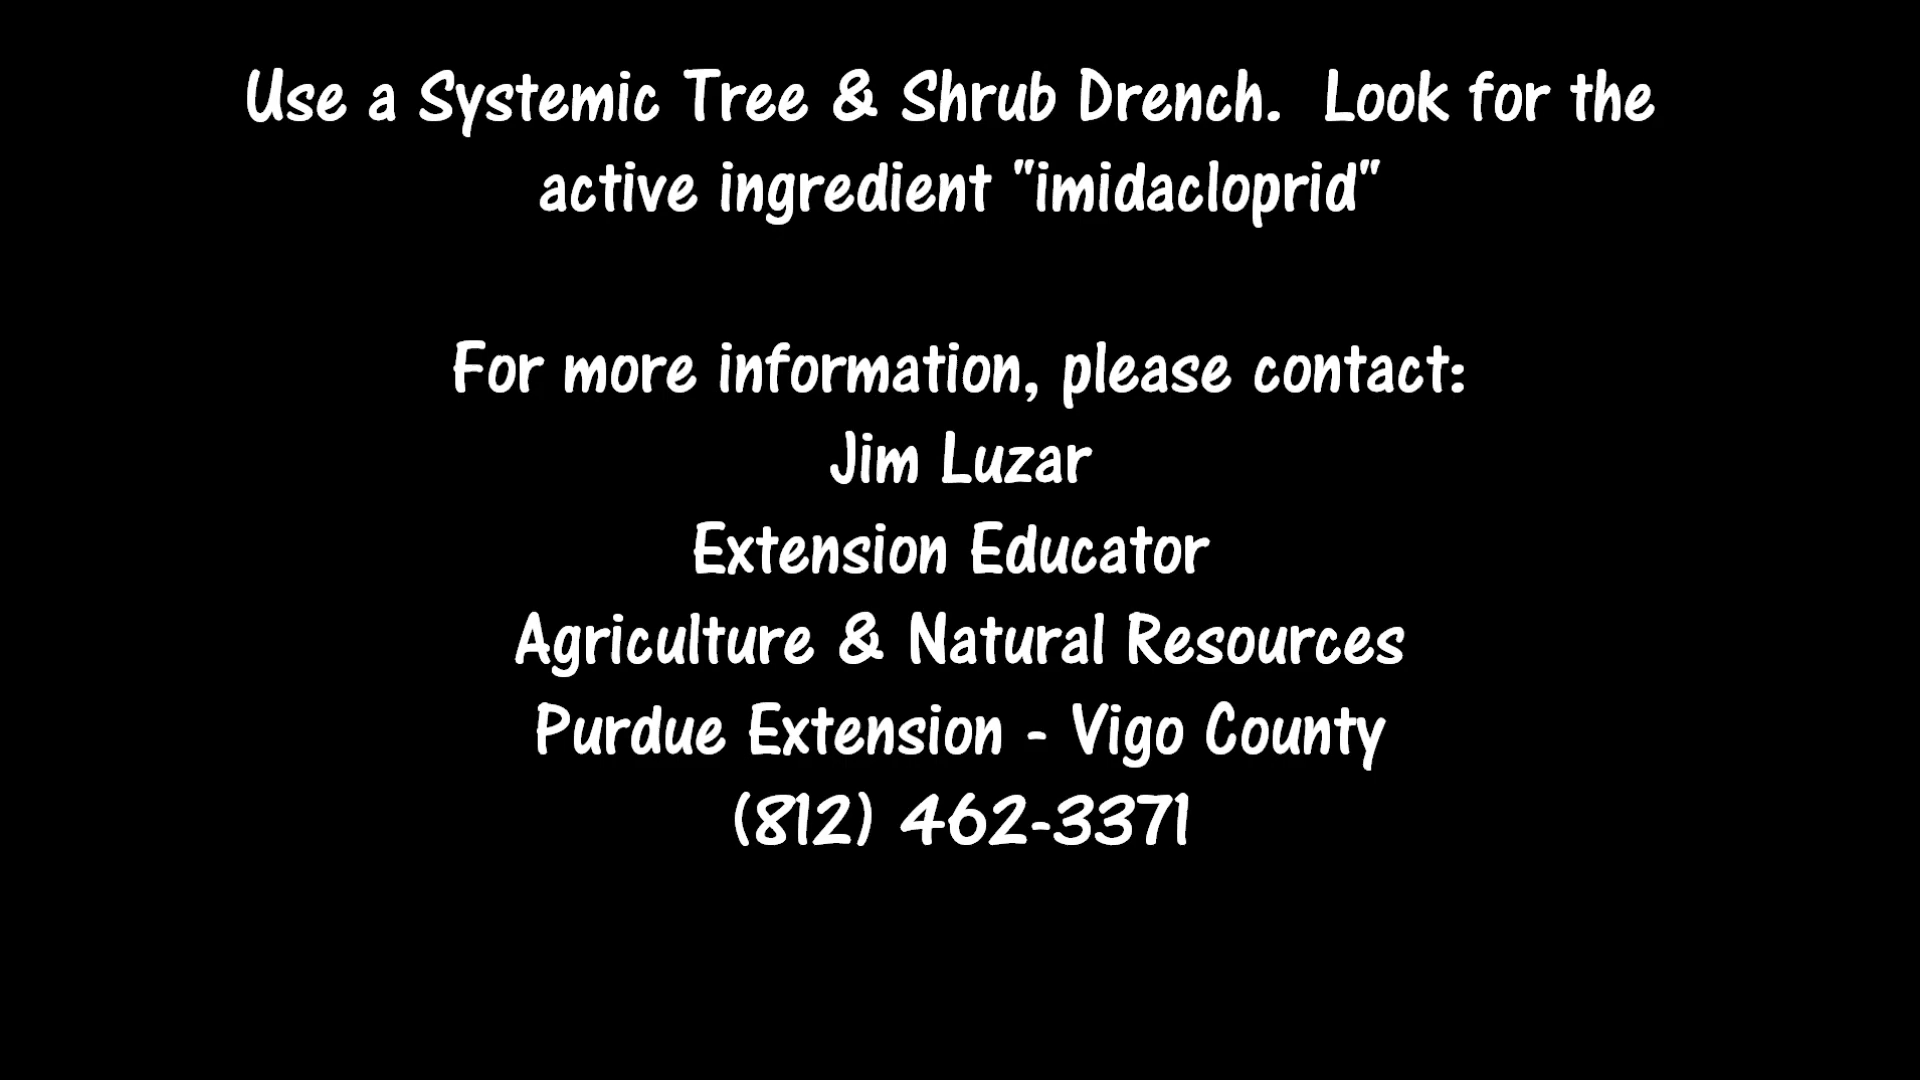 Use a Systemic Tree & Shrub Drench.  Look for the
active ingredient "imidacloprid"
For more information, please contact:
Jim Luzar
Extension Educator
Agriculture & Natural Resources
Purdue Extension - Vigo County
(812) 462-3371